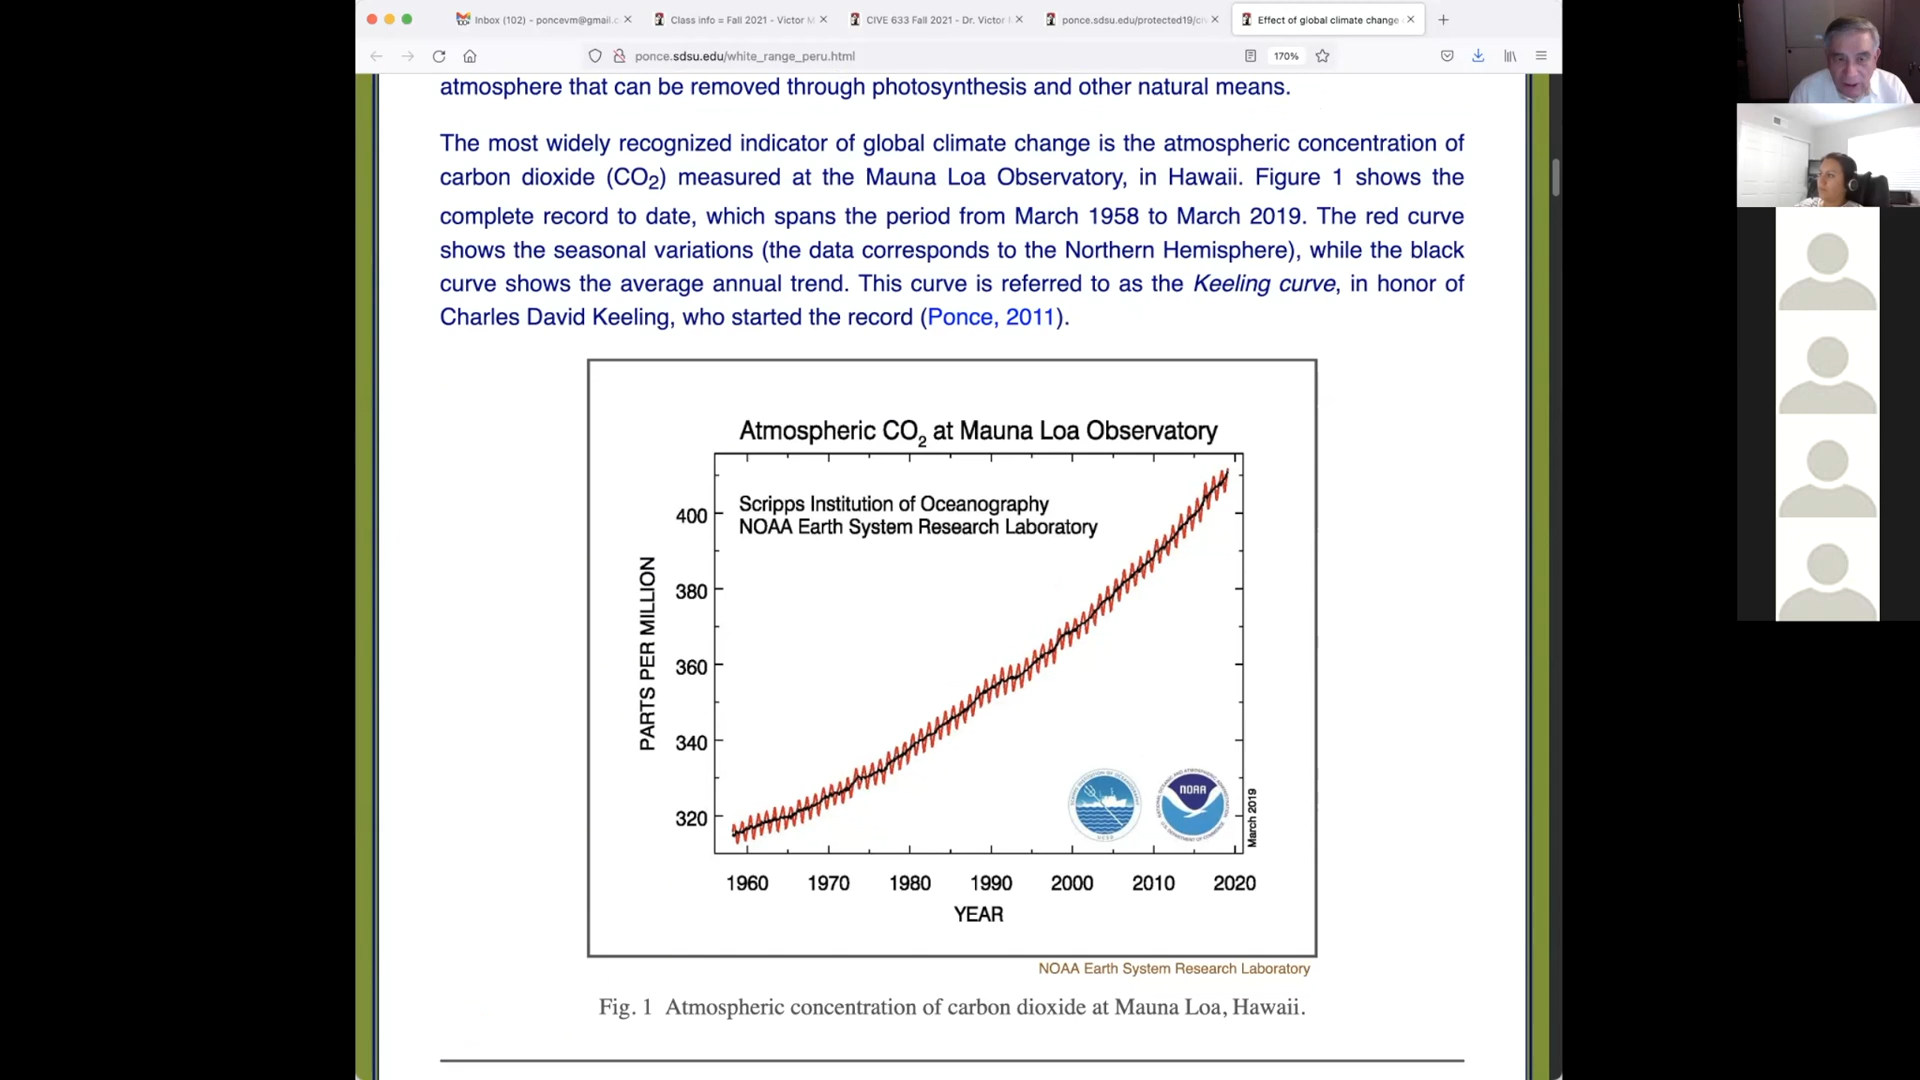 Inbox (102) - poncevm@gmail.c
Class info = Fall 2021 - Victor M
CIVE 633 Fall 2021 - Dr. Victor
ponce.sdsu.edu/protected19/ci
Effect of global climate change
ponce.sdsu.edu/white_range_peru.html
170%
atmosphere that can be removed through photosynthesis and other natural means.
The most widely recognized indicator of global climate change is the atmospheric concentration of
carbon dioxide (CO2) measured at the Mauna Loa Observatory, in Hawaii. Figure 1 shows the
complete record to date, which spans the period from March 1958 to March 2019. The red curve
shows the seasonal variations (the data corresponds to the Northern Hemisphere), while the black
curve shows the average annual trend. This curve is referred to as the Keeling curve, in honor of
Charles David Keeling, who started the record (Ponce, 2011).
Atmospheric CO2 at Mauna Loa Observatory
Scripps Institution of Oceanography
NOAA Earth System Research Laboratory
PARTS PER MILLION
400
380
360
340
320
NOAA
March 2019
1960 1970 1980 1990 2000 2010 2020
YEAR
NOAA Earth System Research Laboratory
Fig. 1 Atmospheric concentration of carbon dioxide at Mauna Loa, Hawaii.